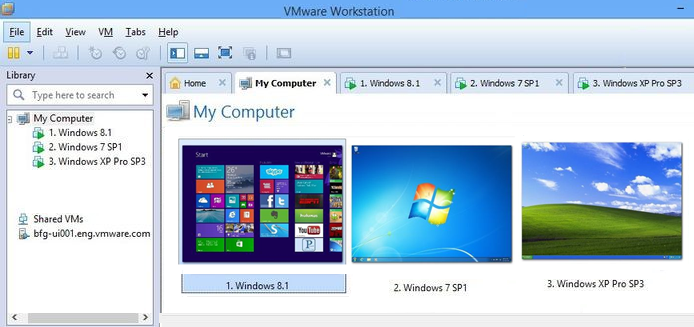 VMware Workstation
File Edit View VM Tabs Help
Library
Type here to search
My Computer
1. Windows 8.1
2. Windows 7 SP1
3. Windows XP Pro SP3
Shared VMs
bfg-ui001.eng.vmware.com
Home My Computer 1. Windows 8.1 2. Windows 7 SP1 3. Windows XP Pro SP3
My Computer
Start
YouTube
1. Windows 8.1
2. Windows 7 SP1
3. Windows XP Pro SP3